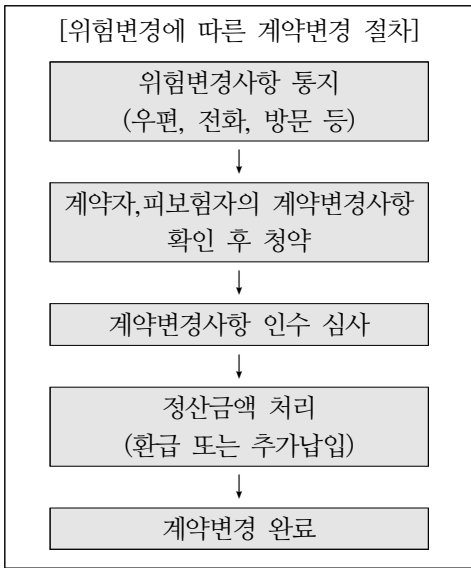 [위험변경에 따른 계약변경 절차]
위험변경사항 통지
(우편, 전화, 방문 등)
↓
계약자,피보험자의 계약변경사항
확인 후 청약
↓
계약변경사항 인수 심사
↓
정산금액 처리
(환급 또는 추가납입)
↓
계약변경 완료